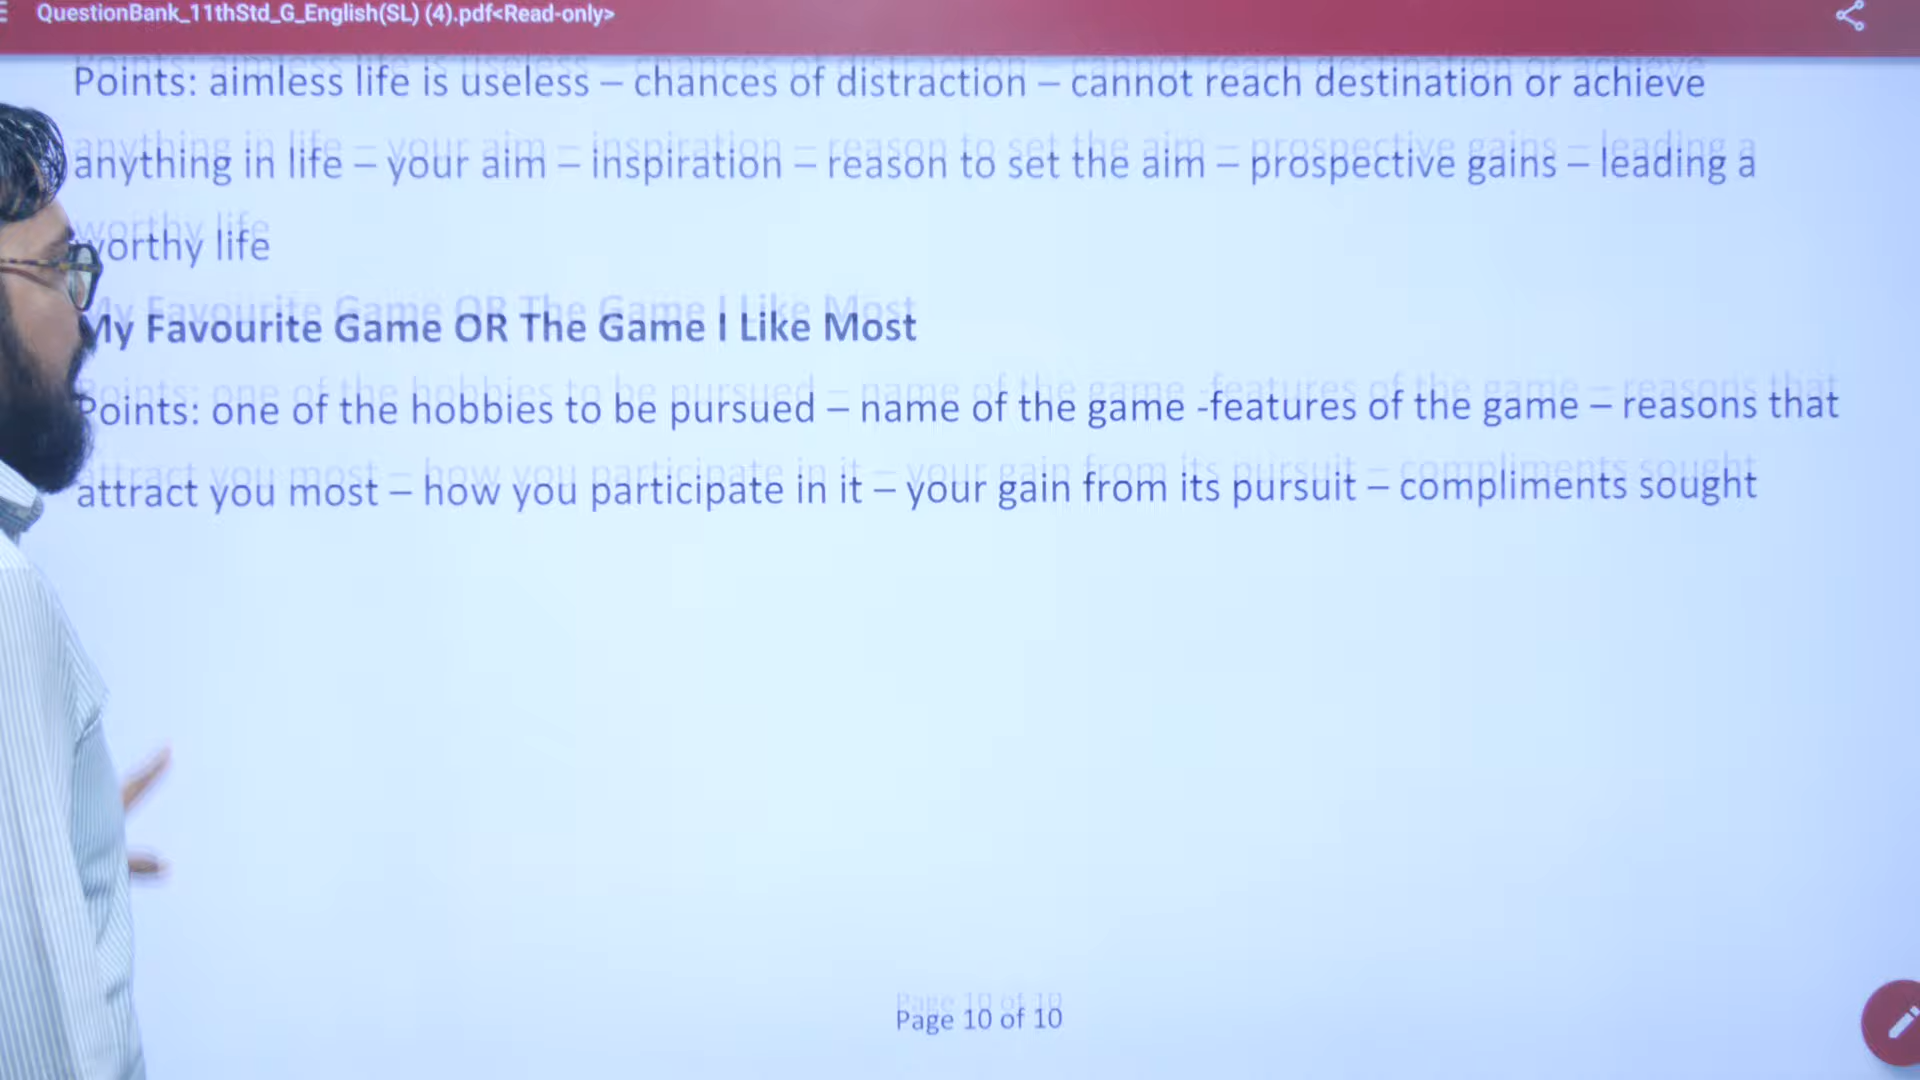 QuestionBank_11thStd_G_English(SL) (4).pdf<Read-only>
Points: aimless life is useless – chances of distraction – cannot reach destination or achieve
anything in life – your aim – inspiration – reason to set the aim – prospective gains – leading a
worthy life
My Favourite Game OR The Game I Like Most
Points: one of the hobbies to be pursued – name of the game -features of the game – reasons that
attract you most – how you participate in it – your gain from its pursuit – compliments sought
Page 10 of 10